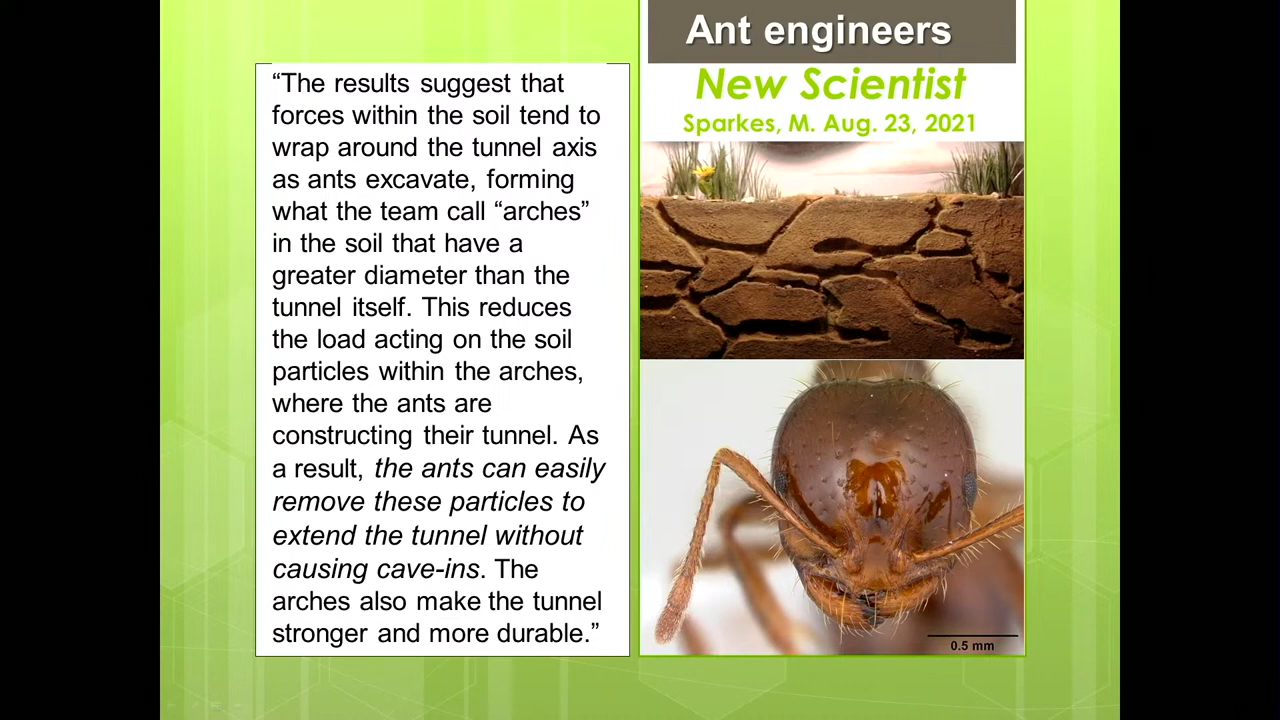 Ant engineers
New Scientist
Sparkes, M. Aug. 23, 2021
“The results suggest that
forces within the soil tend to
wrap around the tunnel axis
as ants excavate, forming
what the team call “arches”
in the soil that have a
greater diameter than the
tunnel itself. This reduces
the load acting on the soil
particles within the arches,
where the ants are
constructing their tunnel. As
a result, the ants can easily
remove these particles to
extend the tunnel without
causing cave-ins. The
arches also make the tunnel
stronger and more durable.”
0.5 mm